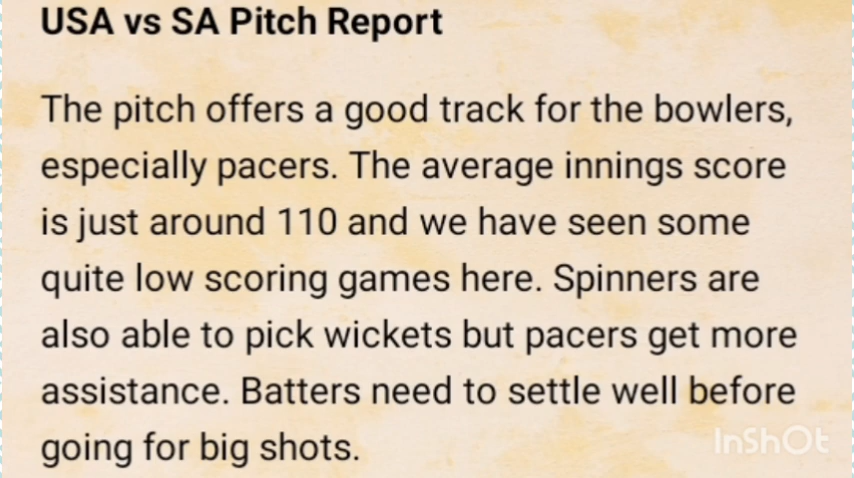 USA vs SA Pitch Report
The pitch offers a good track for the bowlers,
especially pacers. The average innings score
is just around 110 and we have seen some
quite low scoring games here. Spinners are
also able to pick wickets but pacers get more
assistance. Batters need to settle well before
going for big shots.
InShOt